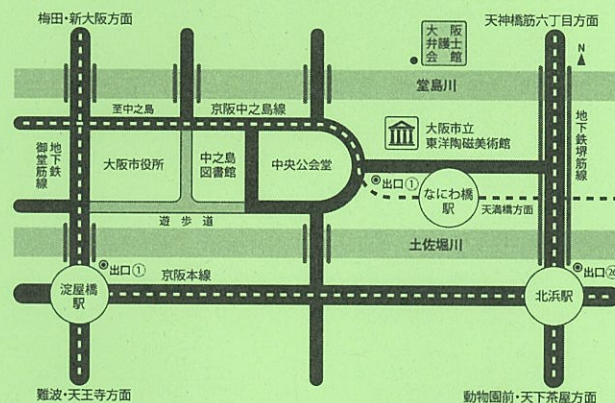 梅田・新大阪方面
天神橋筋六丁目方面
大阪
弁護士
会館
N
堂島川
至中之島
京阪中之島線
地下鉄
御堂筋線
大阪市役所
中之島
図書館
中央公会堂
大阪市立
東洋陶磁美術館
地下鉄堺筋線
出口①
なにわ橋
駅
天満橋方面
遊歩道
土佐堀川
出口①
京阪本線
出口㉖
淀屋橋
駅
北浜駅
難波・天王寺方面
動物園前・天下茶屋方面